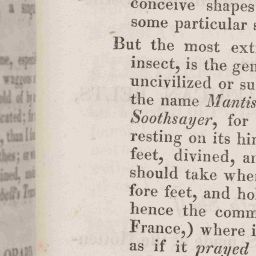 conceive shapes
some particular
But the most ext
insect, is the gen
uncivilized or su
the name Mantis
Soothsayer, for
resting on its hin
feet, divined, an
should take whe
fore feet, and hol
hence the comm
France,) where i
as if it prayed